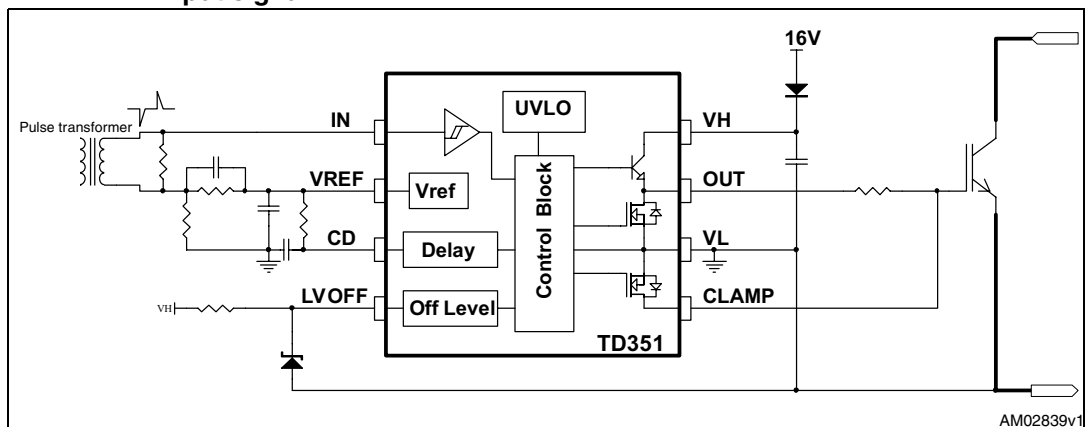 16V
UVLO
Pulse transformer
IN
VH
VREF
Vref
OUT
Control Block
CD
Delay
VL
LVOFF
Off Level
CLAMP
VH
TD351
AM02839v1